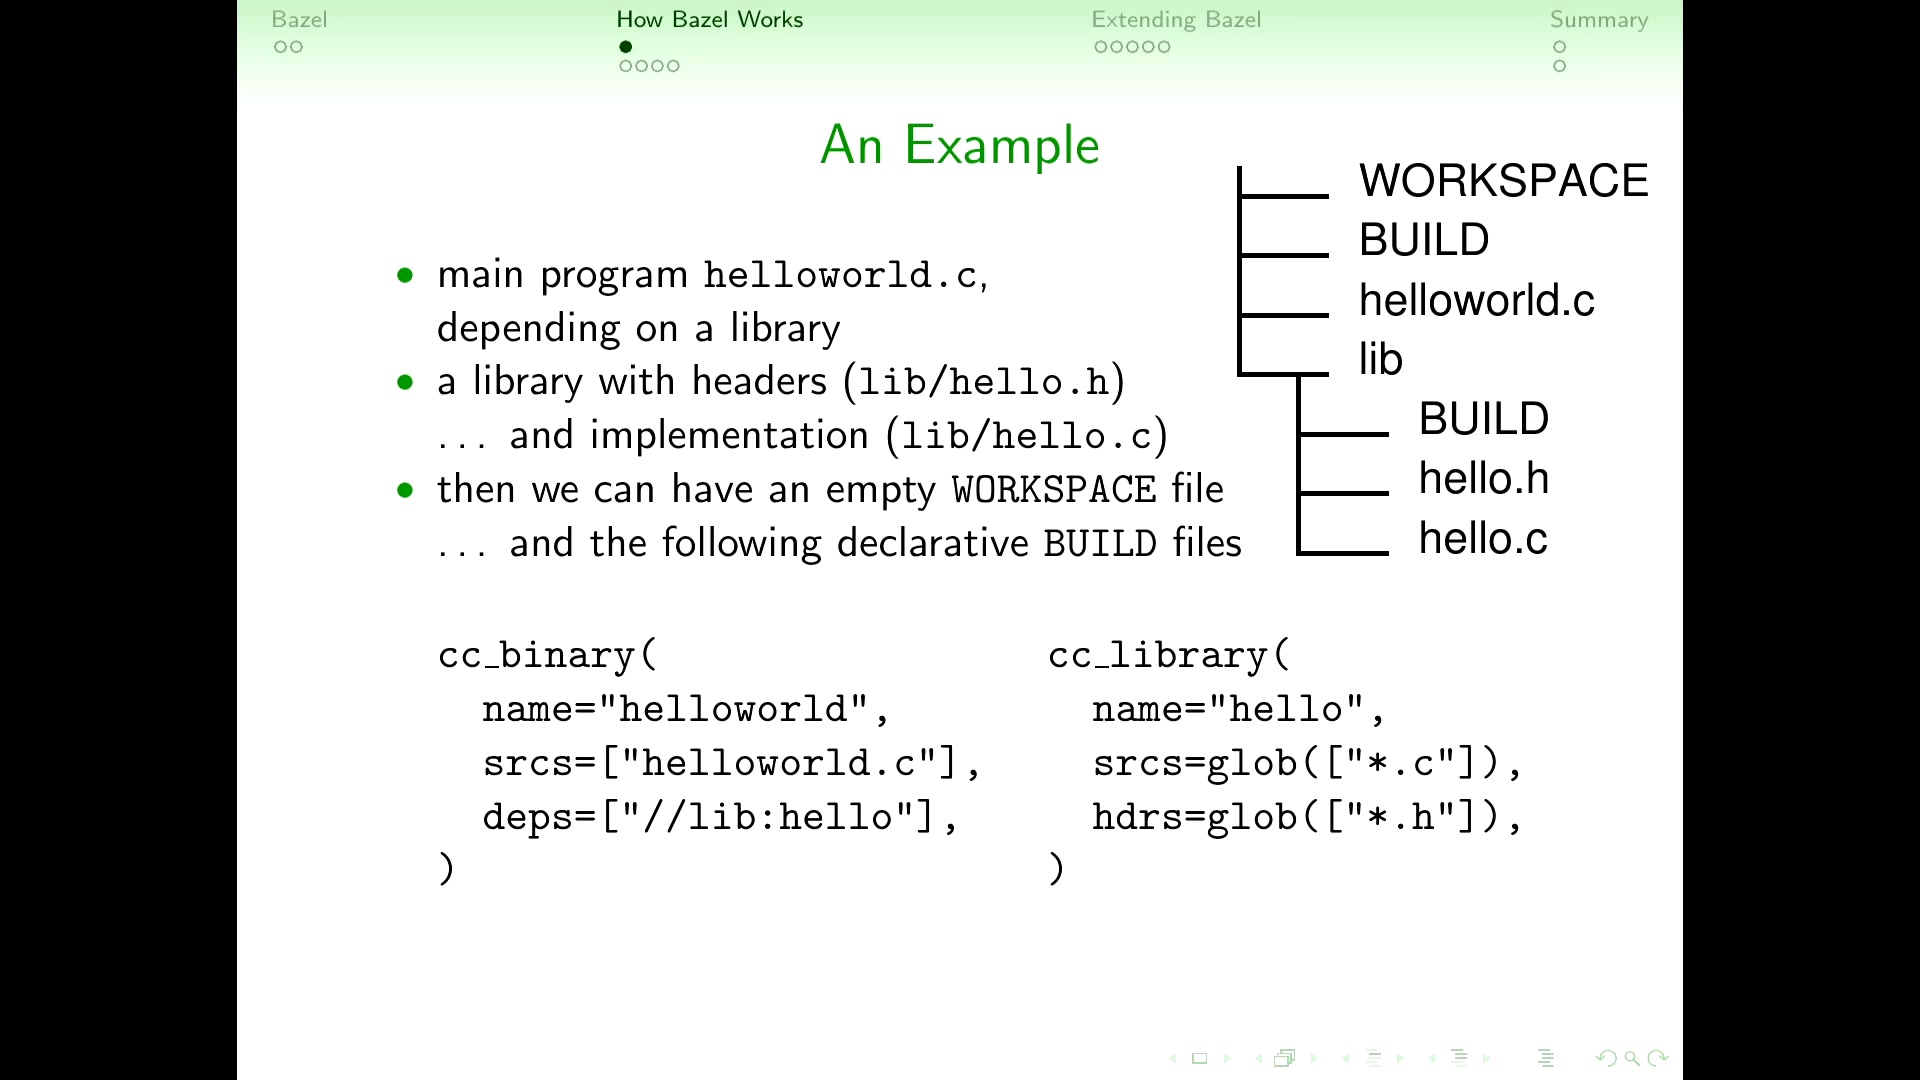 Bazel
How Bazel Works
Extending Bazel
Summary
An Example
• main program helloworld.c,
depending on a library
• a library with headers (lib/hello.h)
... and implementation (lib/hello.c)
• then we can have an empty WORKSPACE file
... and the following declarative BUILD files
WORKSPACE
BUILD
helloworld.c
lib
BUILD
hello.h
hello.c
cc_binary(
name="helloworld",
srcs=["helloworld.c"],
deps=["//lib:hello"],
)
cc_library(
name="hello",
srcs=glob(["*.c"]),
hdrs=glob(["*.h"]),
)